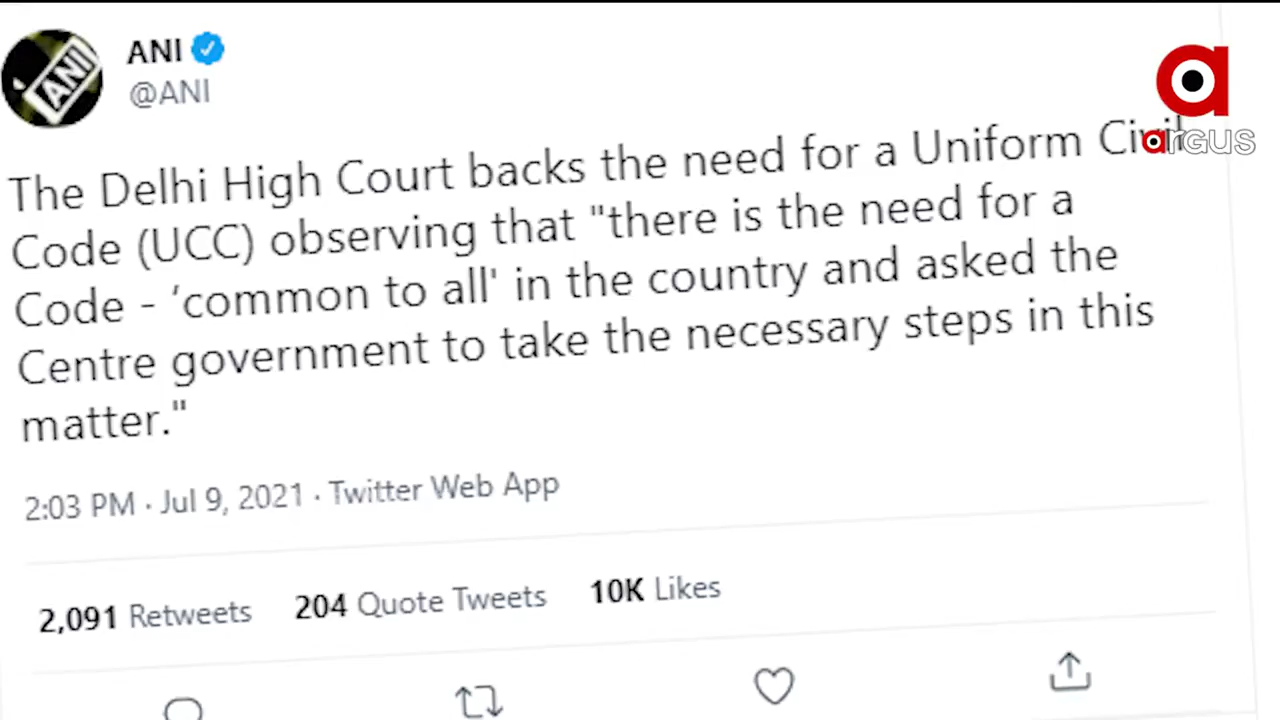 ANI
@ANI
ANI
argus
The Delhi High Court backs the need for a Uniform Civil
Code (UCC) observing that "there is the need for a
Code - ‘common to all' in the country and asked the
Centre government to take the necessary steps in this
matter."
2:03 PM · Jul 9, 2021 · Twitter Web App
2,091 Retweets 204 Quote Tweets 10K Likes